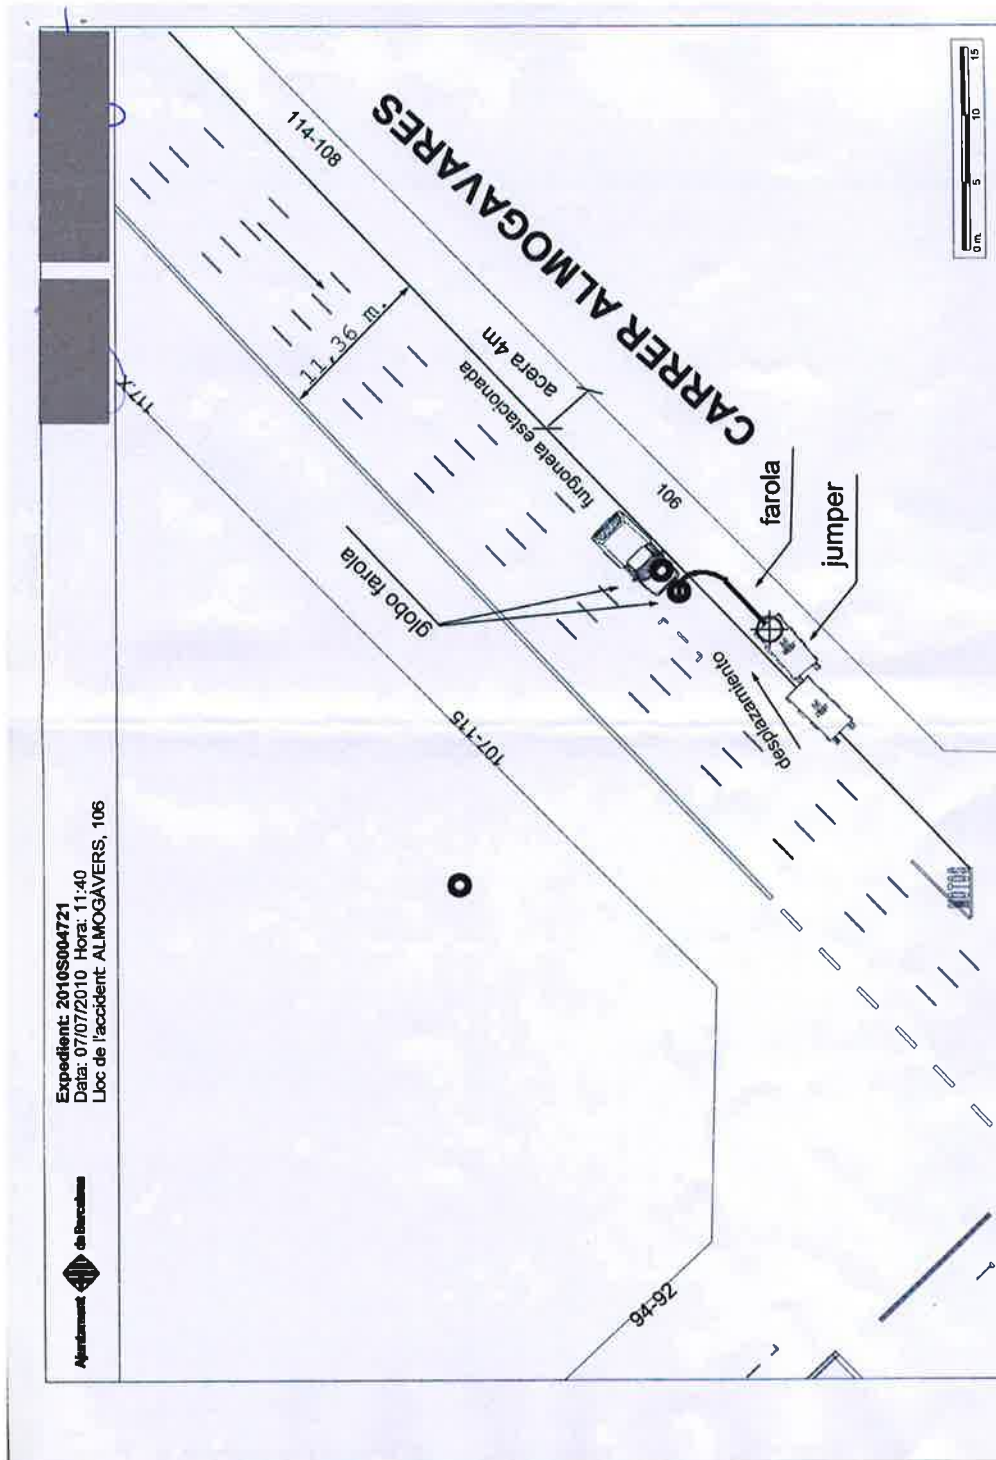 Ajuntament de Barcelona
Expedient: 2010S004721
Data: 07/07/2010 Hora: 11:40
Lloc de l'accident: ALMOGÀVERS, 106
117.X
114-108
11,36 m.
CARRER ALMOGAVARES
acera 4m
furgoneta estacionada
globo farola
106
farola
jumper
desplazamiento
107-115
94-92
MOTOS
0 m.
5
10
15